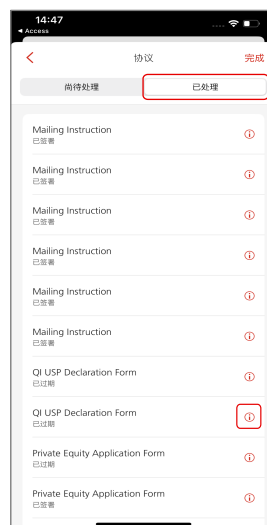 14:47
◀ Access
协议
完成
尚待处理
已处理
Mailing Instruction
已签署
Mailing Instruction
已签署
Mailing Instruction
已签署
Mailing Instruction
已签署
Mailing Instruction
已签署
Mailing Instruction
已签署
QI USP Declaration Form
已过期
QI USP Declaration Form
已过期
Private Equity Application Form
已过期
Private Equity Application Form
已签署